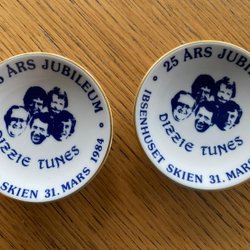 ÅRS JUBILEUM
DIZZIE TUNES
SKIEN 31. MARS 1984
25 ÅRS JUBILEUM
DIZZIE TUNES
IBSENHUSET SKIEN 31. MARS